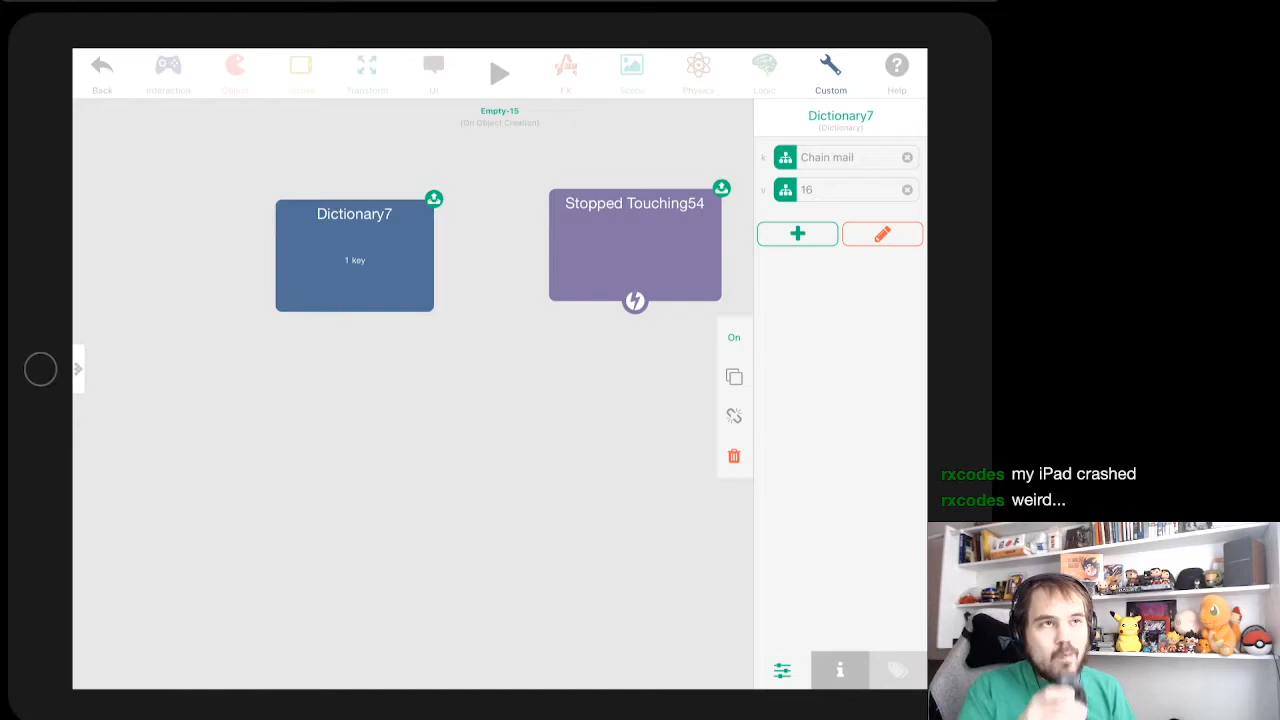 Back
Interaction
Object
Transform
UI
FX
Scene
Physics
Logic
Custom
Help
Empty-15
(On Object Creation)
Dictionary7
(Dictionary)
k
Chain mail
v
16
Dictionary7
1 key
Stopped Touching54
On
rxcodes my iPad crashed
rxcodes weird...